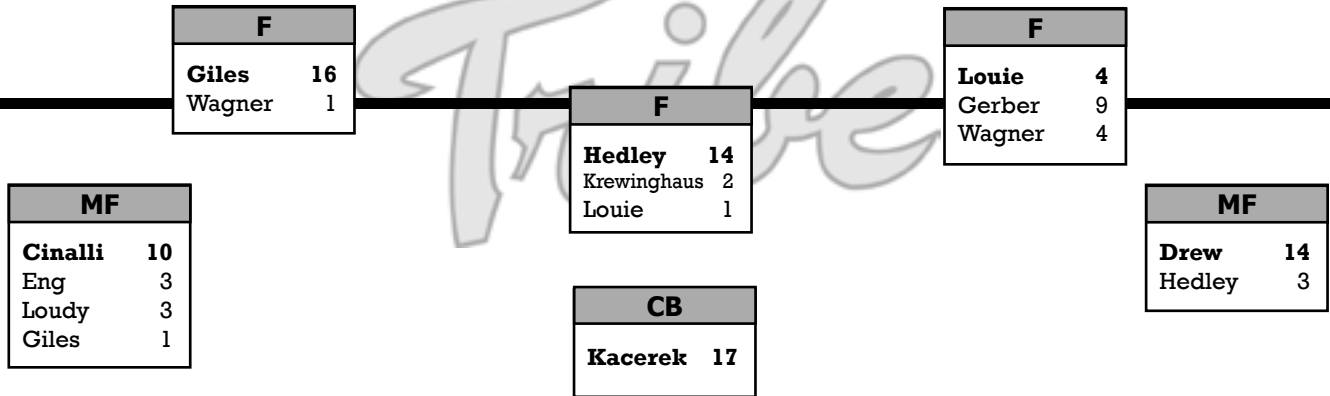 Tribe
F
Giles 16
Wagner 1
F
Hedley 14
Krewinghaus 2
Louie 1
F
Louie 4
Gerber 9
Wagner 4
MF
Cinalli 10
Eng 3
Loudy 3
Giles 1
CB
Kacerek 17
MF
Drew 14
Hedley 3